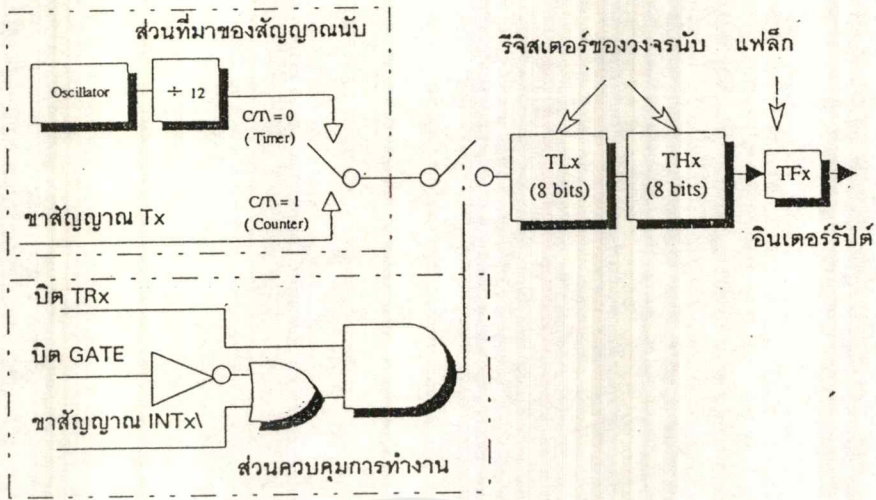 ส่วนที่มาของสัญญาณนับ
รีจิสเตอร์ของวงจรนับ
แฟล็ก
Oscillator
÷ 12
C/T\ = 0
( Timer)
TLx
(8 bits)
THx
(8 bits)
TFx
C/T\ = 1
( Counter)
ขาสัญญาณ Tx
อินเตอร์รัปต์
บิต TRx
บิต GATE
ขาสัญญาณ INTx\
ส่วนควบคุมการทำงาน